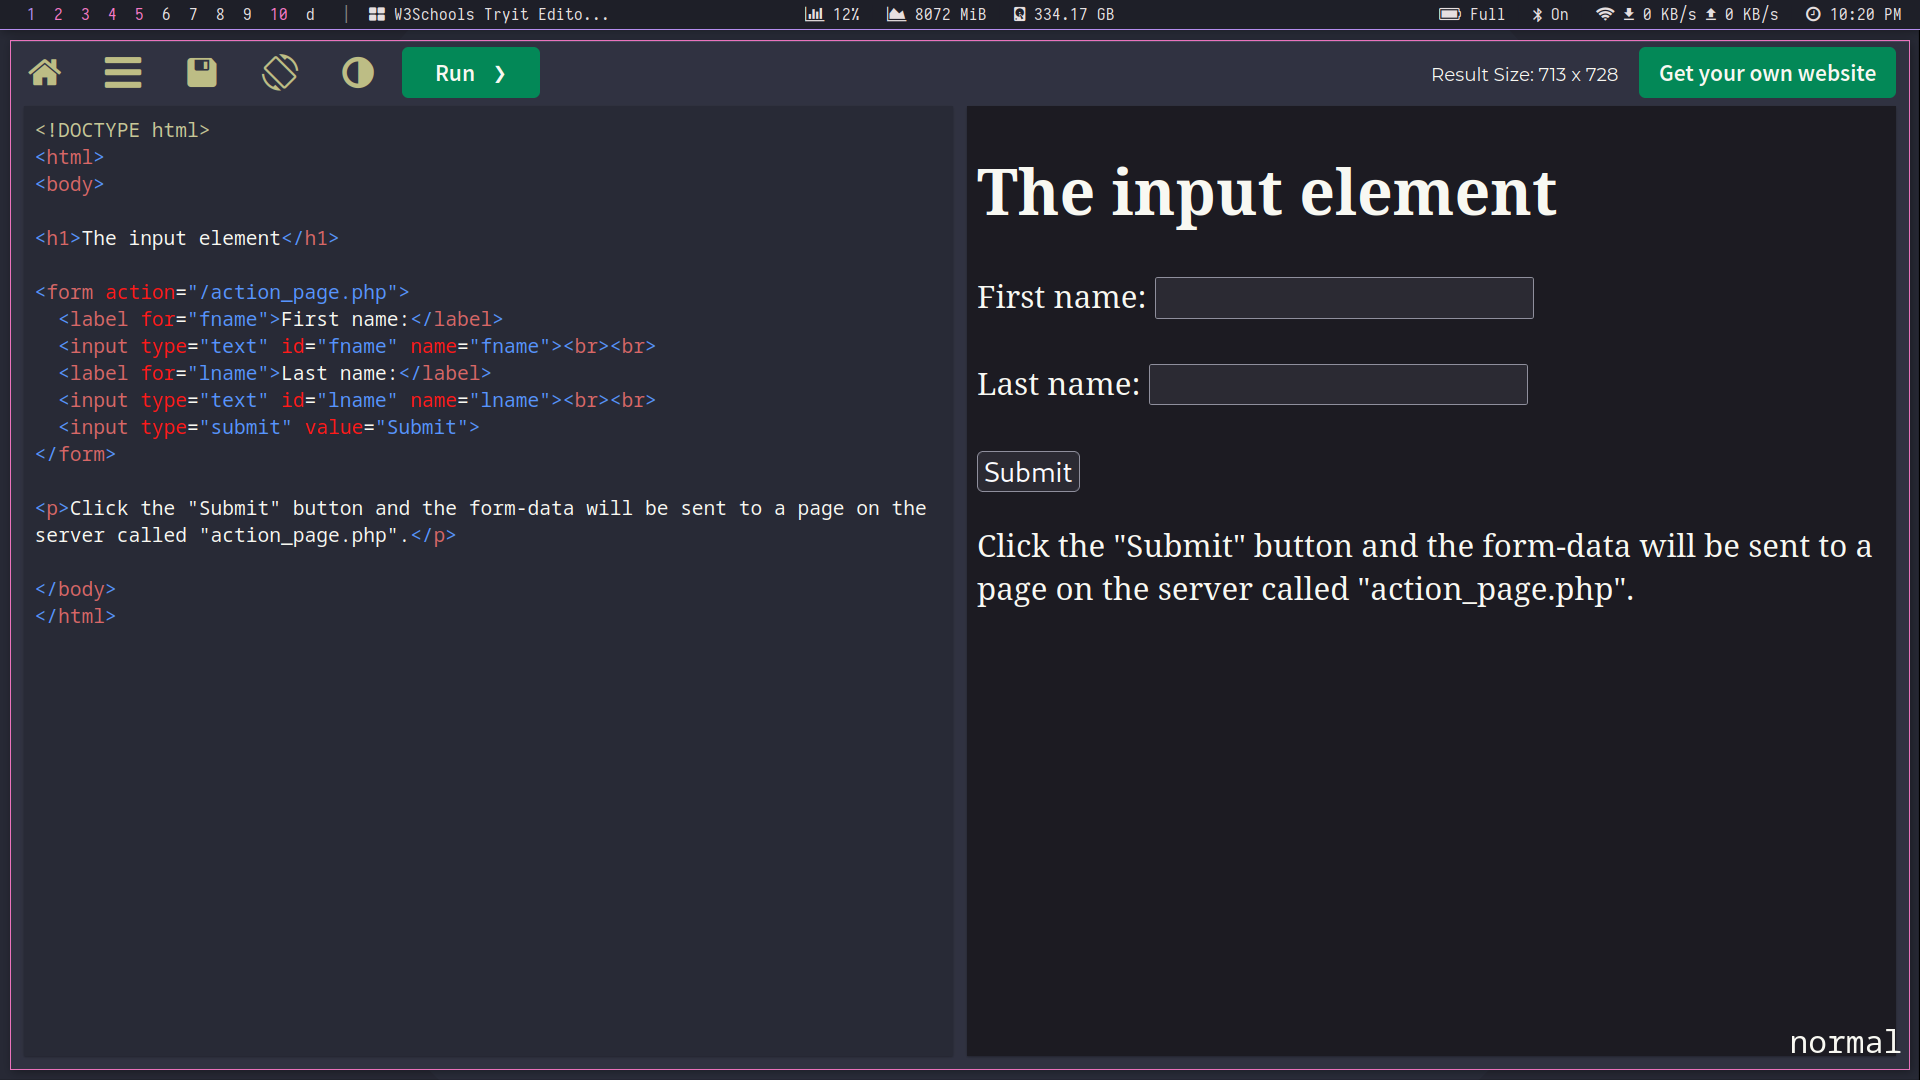 1 2 3 4 5 6 7 8 9 10 d | W3Schools Tryit Edito... 12% 8072 MiB 334.17 GB Full On 0 KB/s 0 KB/s 10:20 PM
Run ❯ Result Size: 713 x 728 Get your own website
<!DOCTYPE html>
<html>
<body>
<h1>The input element</h1>
<form action="/action_page.php">
<label for="fname">First name:</label>
<input type="text" id="fname" name="fname"><br><br>
<label for="lname">Last name:</label>
<input type="text" id="lname" name="lname"><br><br>
<input type="submit" value="Submit">
</form>
<p>Click the "Submit" button and the form-data will be sent to a page on the
server called "action_page.php".</p>
</body>
</html>
The input element
First name:
Last name:
Submit
Click the "Submit" button and the form-data will be sent to a
page on the server called "action_page.php".
normal